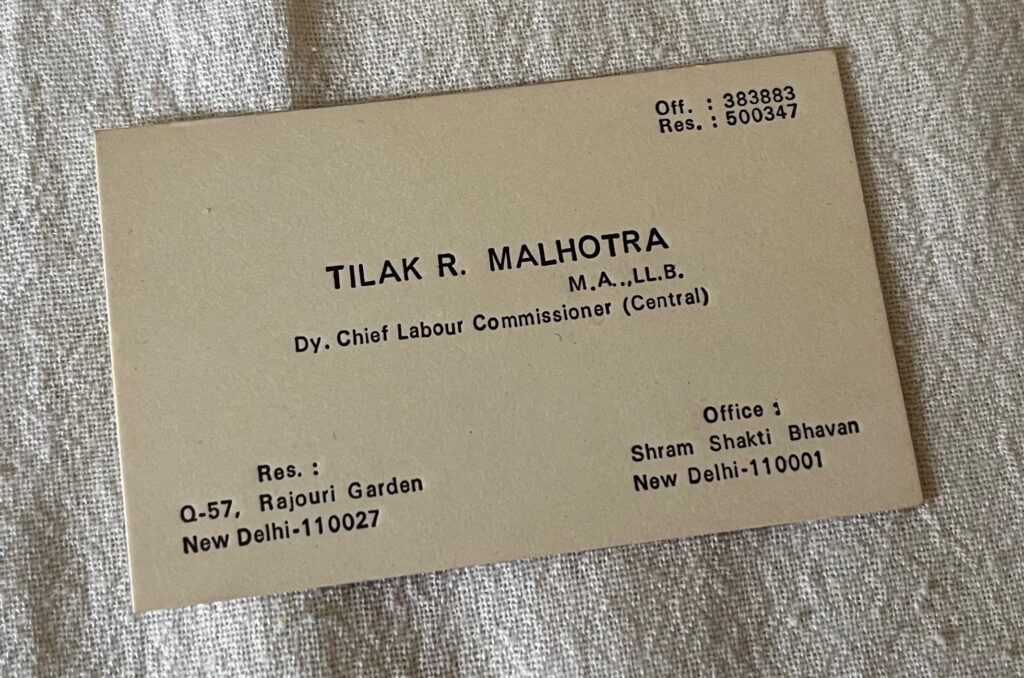 Off. : 383883
Res. : 500347
TILAK R. MALHOTRA
M.A..,LL.B.
Dy. Chief Labour Commissioner (Central)
Res. :
Q-57, Rajouri Garden
New Delhi-110027
Office :
Shram Shakti Bhavan
New Delhi-110001